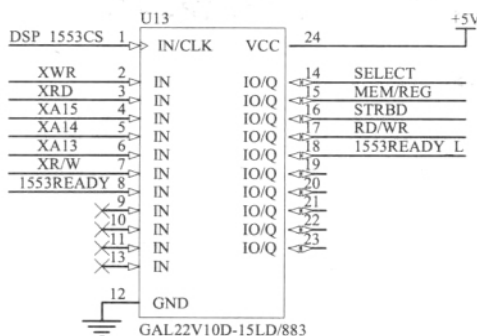 U13
+5V
DSP 1553CS 1 IN/CLK VCC 24
XWR 2 IN IO/Q 14 SELECT
XRD 3 IN IO/Q 15 MEM/REG
XA15 4 IN IO/Q 16 STRBD
XA14 5 IN IO/Q 17 RD/WR
XA13 6 IN IO/Q 18 1553READY L
XR/W 7 IN IO/Q 19
1553READY 8 IN IO/Q 20
9 IN IO/Q 21
10 IN IO/Q 22
11 IN IO/Q 23
13 IN
12 GND
GAL22V10D-15LD/883